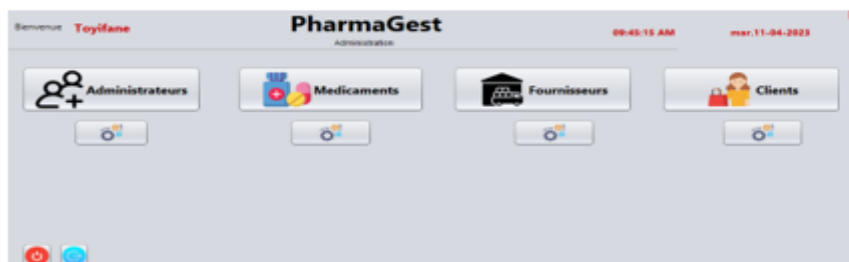 Bienvenue Toyifane PharmaGest 09:45:15 AM mar.11-04-2023
Administration
Administrateurs Medicaments Fournisseurs Clients